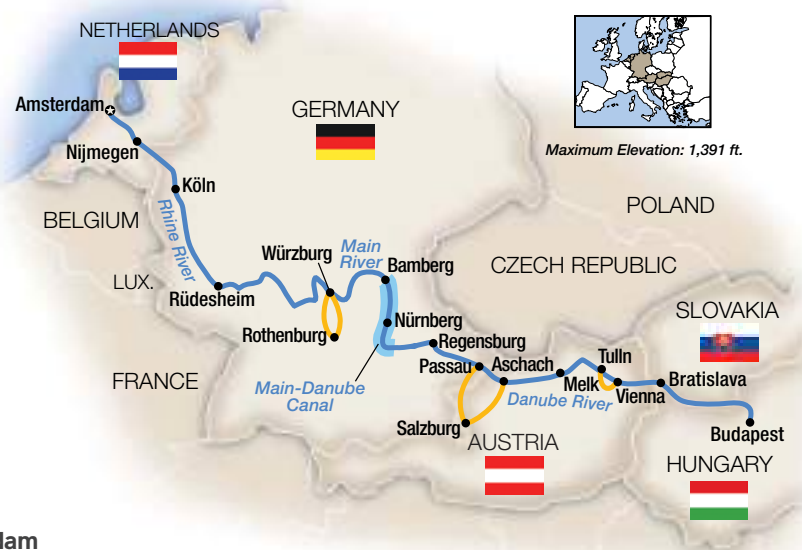 NETHERLANDS
Amsterdam
Nijmegen
GERMANY
Maximum Elevation: 1,391 ft.
Köln
BELGIUM
Rhine River
POLAND
LUX.
Würzburg
Main
River
Bamberg
CZECH REPUBLIC
Rüdesheim
SLOVAKIA
Rothenburg
Nürnberg
Regensburg
Passau
Aschach
Tulln
Melk
Vienna
Bratislava
FRANCE
Main-Danube
Canal
Danube River
Salzburg
AUSTRIA
Budapest
HUNGARY
dam